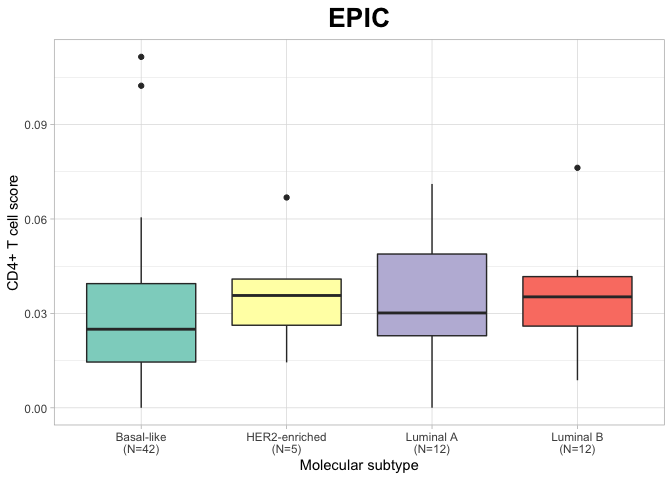 EPIC
CD4+ T cell score
0.09
0.06
0.03
0.00
Basal-like
(N=42)
HER2-enriched
(N=5)
Luminal A
(N=12)
Luminal B
(N=12)
Molecular subtype